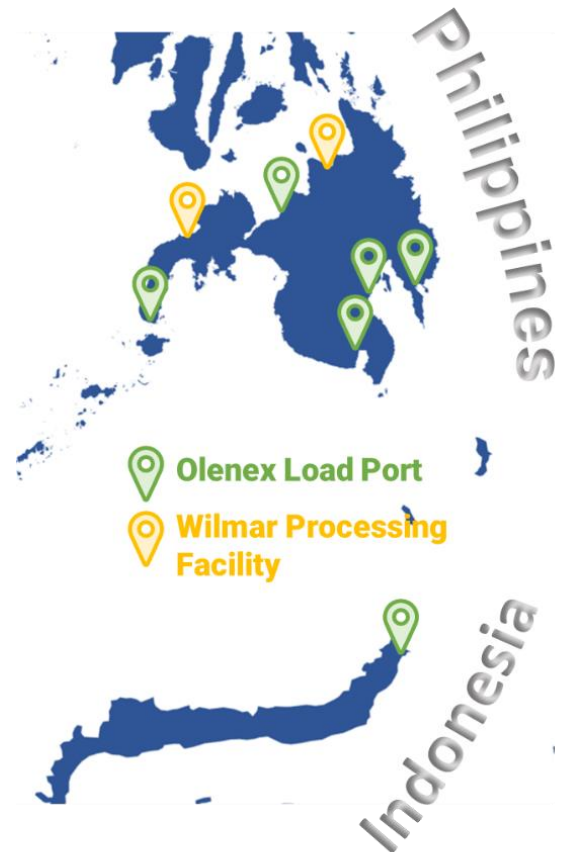 Philippines
Olenex Load Port
Wilmar Processing
Facility
Indonesia